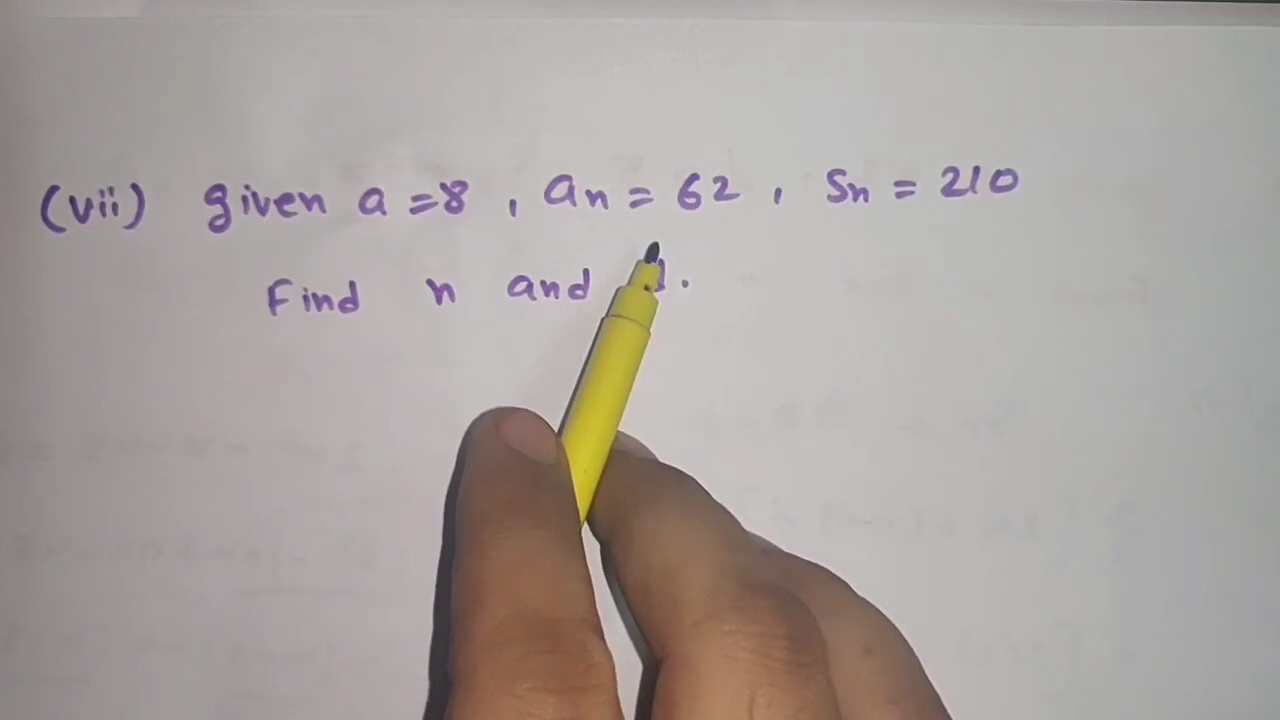 (vii) given a = 8 , an = 62 , Sn = 210
Find n and d.